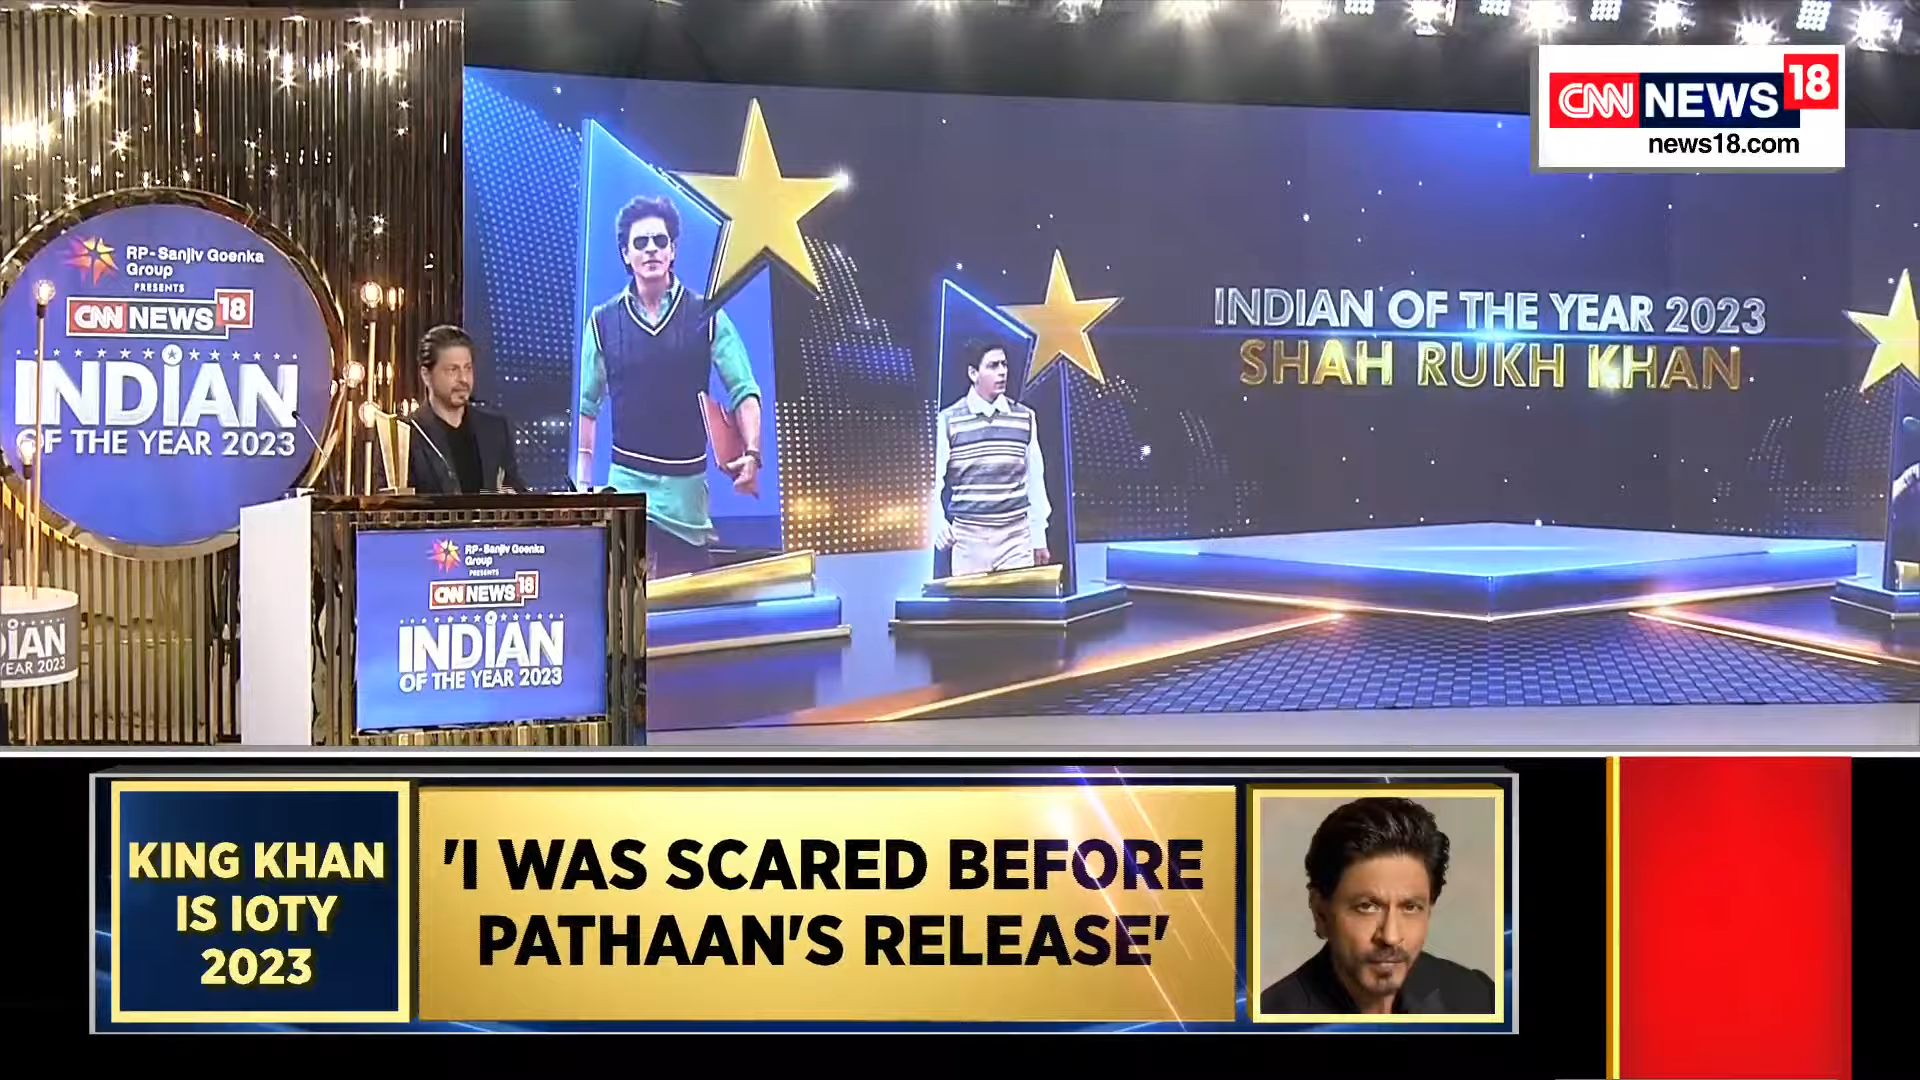 CNN NEWS 18
news18.com
RP-Sanjiv Goenka
Group
PRESENTS
CNN NEWS 18
INDIAN
OF THE YEAR 2023
INDIAN OF THE YEAR 2023
SHAH RUKH KHAN
RP-Sanjiv Goenka
Group
PRESENTS
CNN NEWS 18
INDIAN
OF THE YEAR 2023
DIAN
YEAR 2023
KING KHAN
IS IOTY
2023
'I WAS SCARED BEFORE
PATHAAN'S RELEASE'